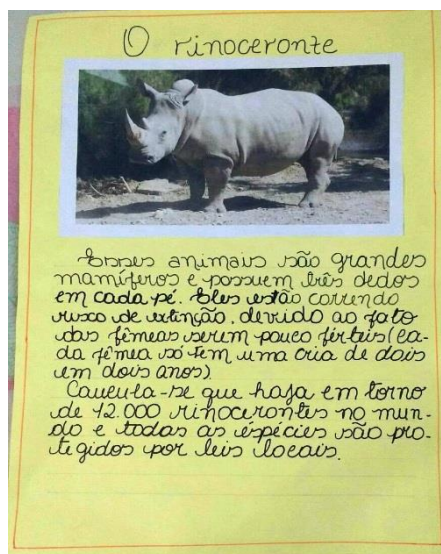 O rinoceronte
Esses animais são grandes
mamíferos e possuem três dedos
em cada pé. Eles estão correndo
risco de extinção, devido ao fato
das fêmeas serem pouco férteis (ca-
da fêmea só tem uma cria de dois
em dois anos).
Calcula-se que haja em torno
de 12.000 rinocerontes no mun-
do e todas as espécies são pro-
tegidos por leis locais.